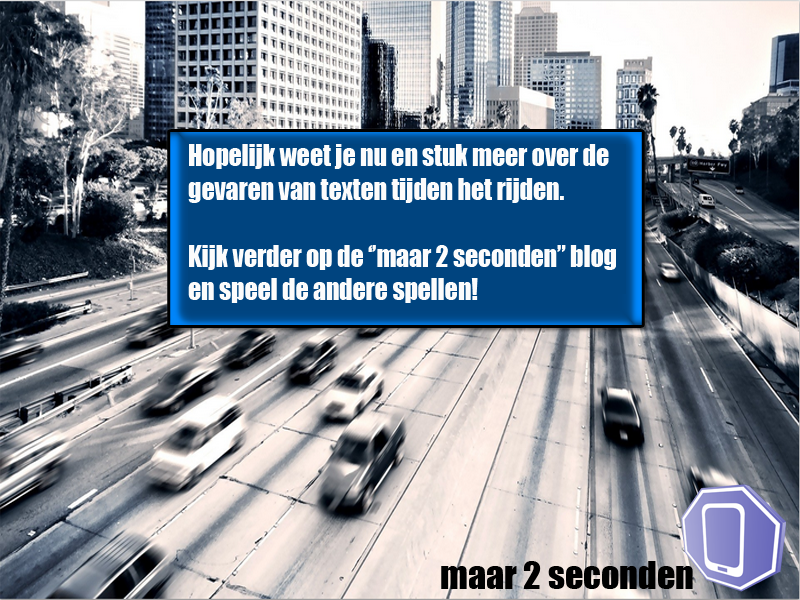 Hopelijk weet je nu en stuk meer over de
gevaren van texten tijden het rijden.
Kijk verder op de “maar 2 seconden” blog
en speel de andere spellen!
maar 2 seconden